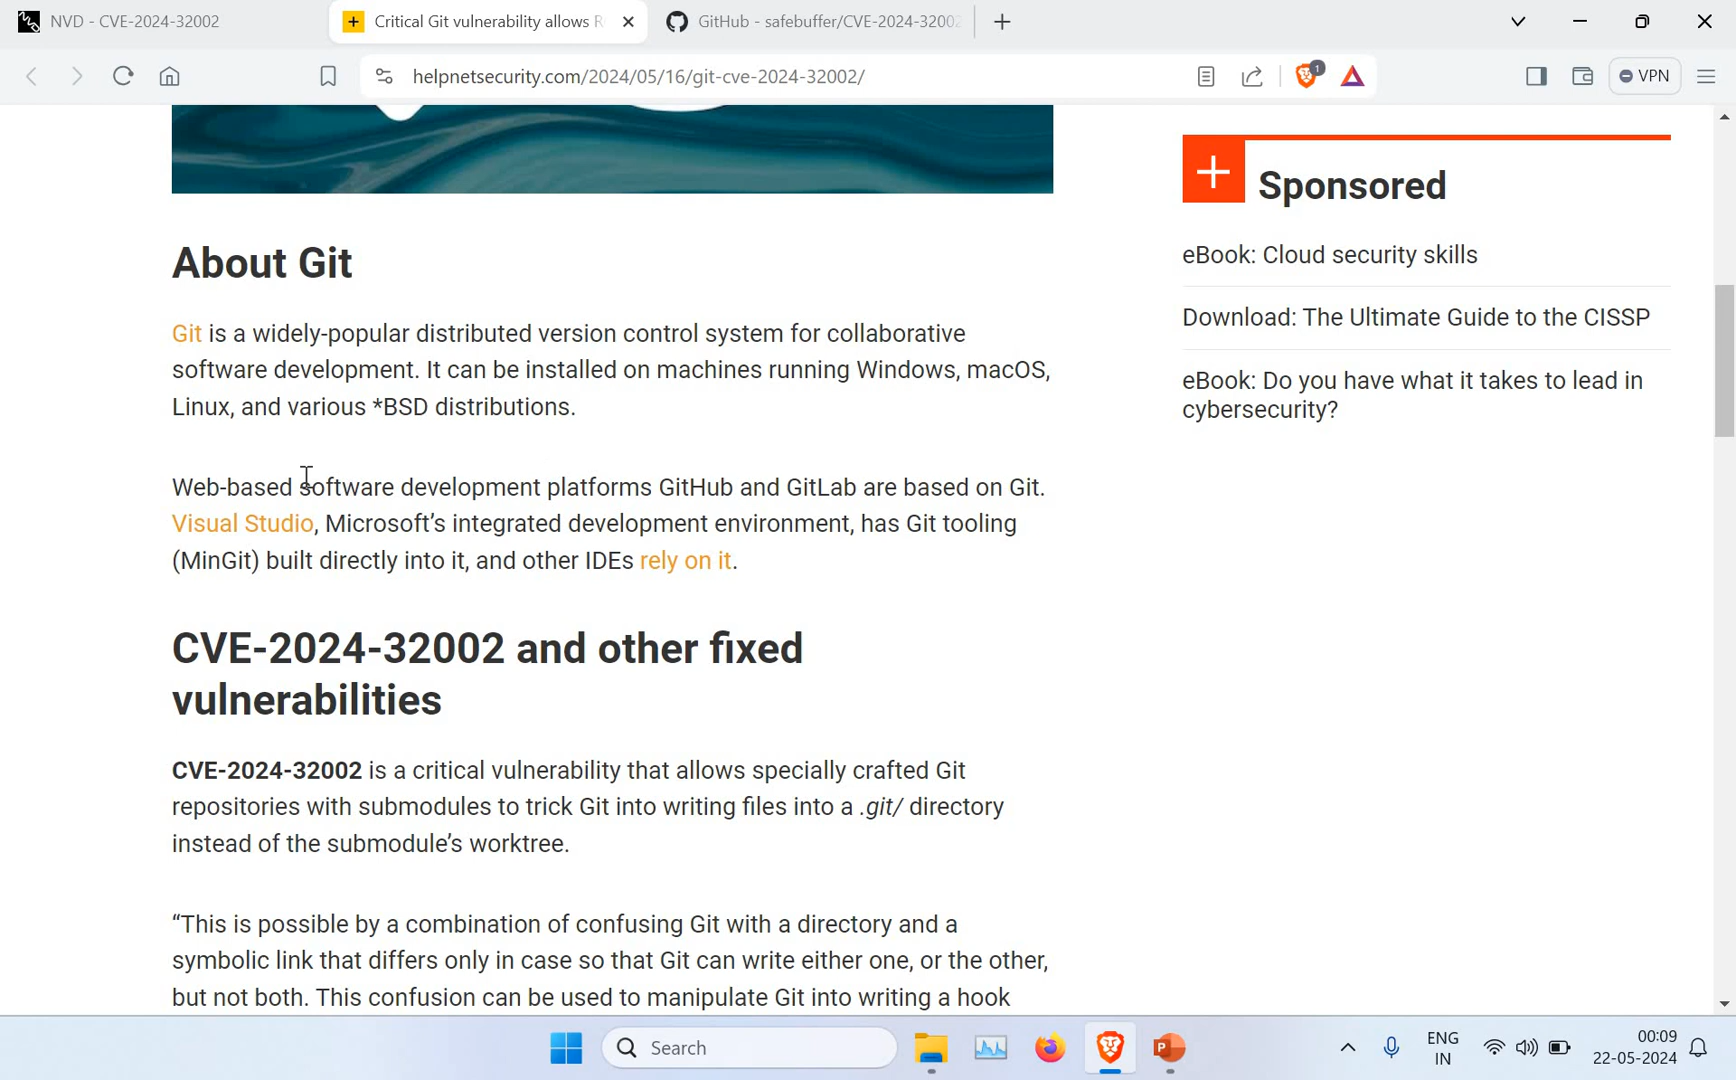 NVD - CVE-2024-32002
Critical Git vulnerability allows R
GitHub - safebuffer/CVE-2024-32002
helpnetsecurity.com/2024/05/16/git-cve-2024-32002/
1
VPN
Sponsored
eBook: Cloud security skills
Download: The Ultimate Guide to the CISSP
eBook: Do you have what it takes to lead in
cybersecurity?
About Git
Git is a widely-popular distributed version control system for collaborative
software development. It can be installed on machines running Windows, macOS,
Linux, and various *BSD distributions.
Web-based software development platforms GitHub and GitLab are based on Git.
Visual Studio, Microsoft’s integrated development environment, has Git tooling
(MinGit) built directly into it, and other IDEs rely on it.
CVE-2024-32002 and other fixed
vulnerabilities
CVE-2024-32002 is a critical vulnerability that allows specially crafted Git
repositories with submodules to trick Git into writing files into a .git/ directory
instead of the submodule’s worktree.
“This is possible by a combination of confusing Git with a directory and a
symbolic link that differs only in case so that Git can write either one, or the other,
but not both. This confusion can be used to manipulate Git into writing a hook
Search
ENG
IN
00:09
22-05-2024